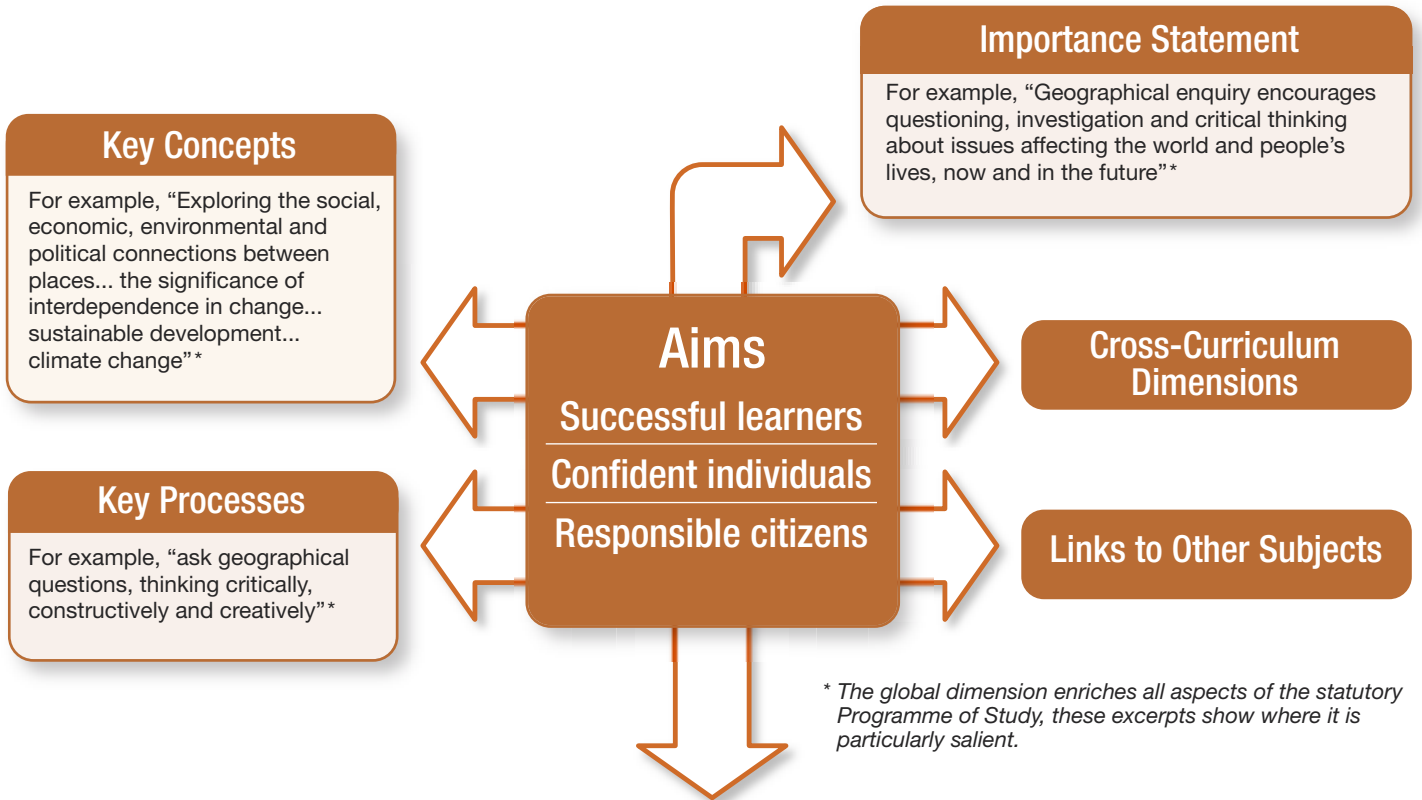 Importance Statement
For example, “Geographical enquiry encourages
questioning, investigation and critical thinking
about issues affecting the world and people’s
lives, now and in the future”*
Key Concepts
For example, “Exploring the social,
economic, environmental and
political connections between
places... the significance of
interdependence in change...
sustainable development...
climate change”*
Aims
Successful learners
Confident individuals
Responsible citizens
Cross-Curriculum
Dimensions
Key Processes
For example, “ask geographical
questions, thinking critically,
constructively and creatively”*
Links to Other Subjects
* The global dimension enriches all aspects of the statutory
Programme of Study, these excerpts show where it is
particularly salient.